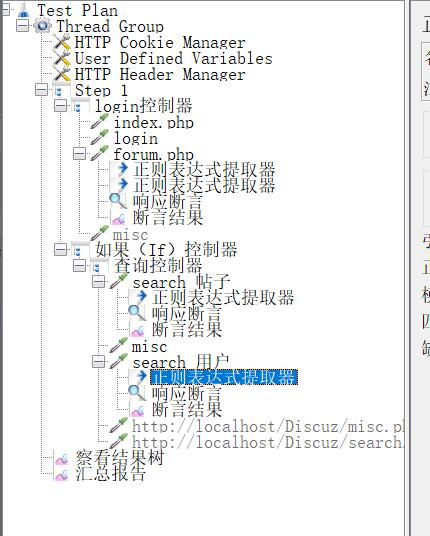 Test Plan
Thread Group
HTTP Cookie Manager
User Defined Variables
HTTP Header Manager
Step 1
login控制器
index.php
login
forum.php
正则表达式提取器
正则表达式提取器
响应断言
断言结果
misc
如果（If）控制器
查询控制器
search 帖子
正则表达式提取器
响应断言
断言结果
misc
search 用户
正则表达式提取器
响应断言
断言结果
http://localhost/Discuz/misc.p
http://localhost/Discuz/search
察看结果树
汇总报告